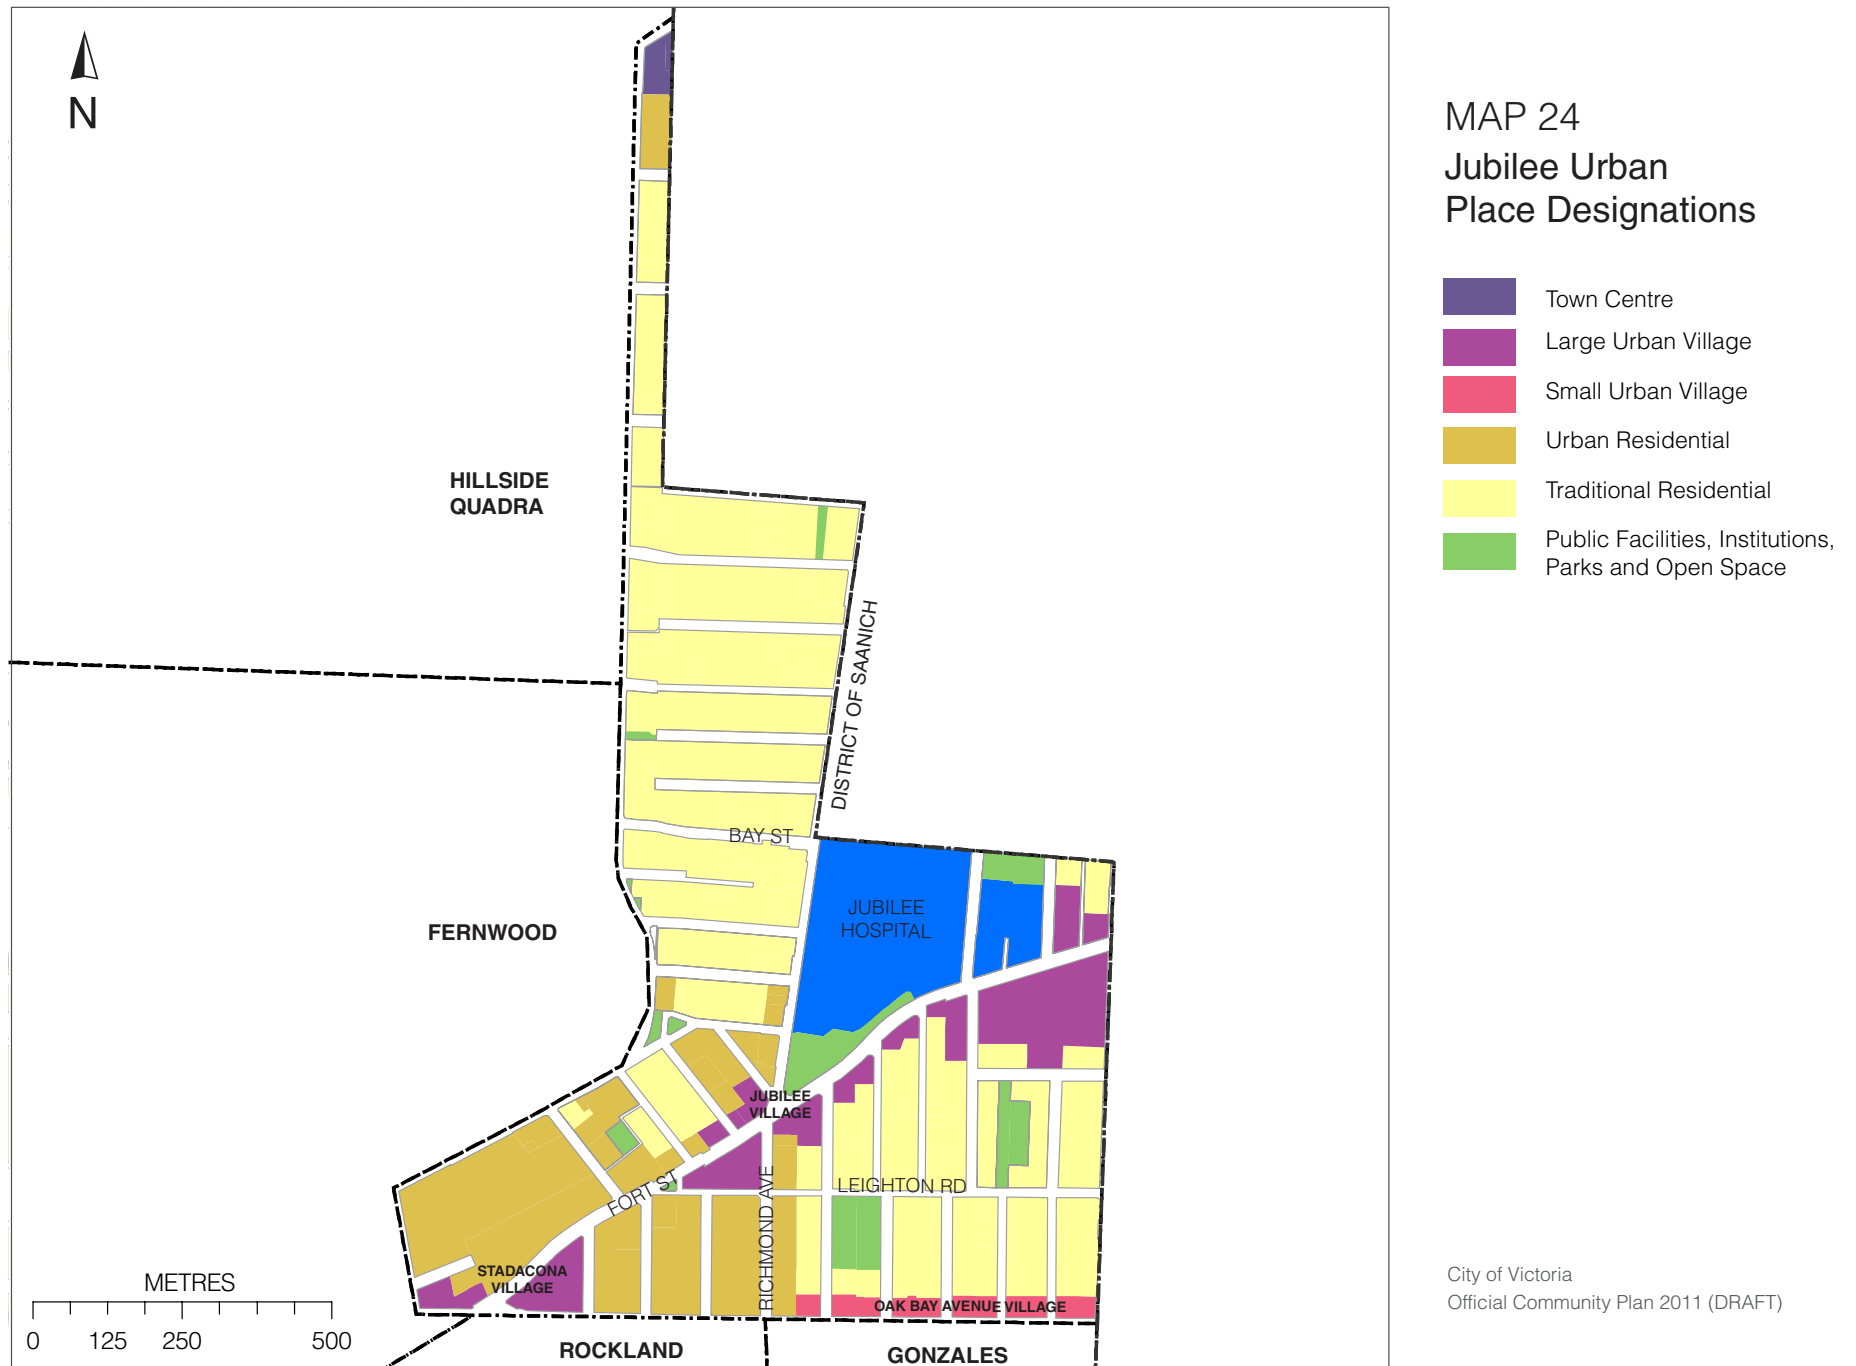 N
MAP 24
Jubilee Urban
Place Designations
Town Centre
Large Urban Village
Small Urban Village
Urban Residential
Traditional Residential
Public Facilities, Institutions,
Parks and Open Space
HILLSIDE
QUADRA
DISTRICT OF SAANICH
BAY ST
JUBILEE
HOSPITAL
FERNWOOD
JUBILEE
VILLAGE
FORT ST
RICHMOND AVE
LEIGHTON RD
STADACONA
VILLAGE
OAK BAY AVENUE VILLAGE
METRES
0 125 250 500
ROCKLAND
GONZALES
City of Victoria
Official Community Plan 2011 (DRAFT)